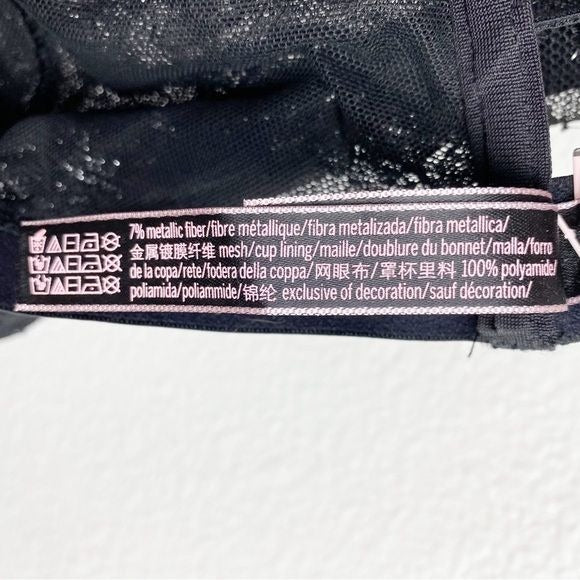 7% metallic fiber/fibre métallique/fibra metalizada/fibra metallica/
金属镀膜纤维 mesh/cup lining/maille/doublure du bonnet/malla/forro
de la copa/rete/fodera della coppa/网眼布/罩杯里料 100% polyamide/
poliamida/poliammide/锦纶 exclusive of decoration/sauf décoration/